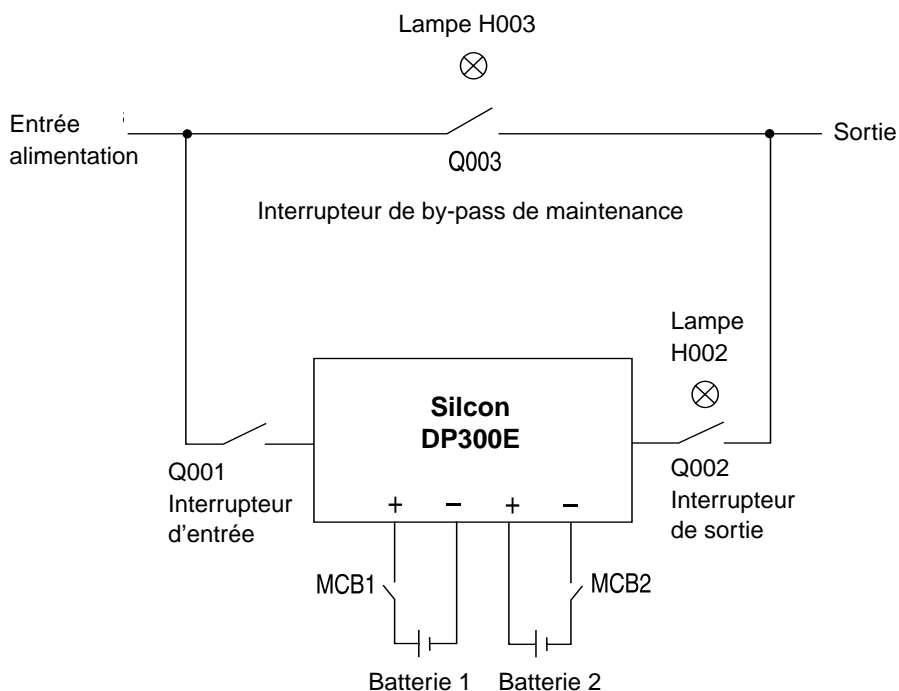 Lampe H003
Entrée
alimentation
Sortie
Q003
Interrupteur de by-pass de maintenance
Lampe
H002
Silcon
DP300E
Q001
Interrupteur
d'entrée
Q002
Interrupteur
de sortie
+ − + −
MCB1
MCB2
Batterie 1
Batterie 2